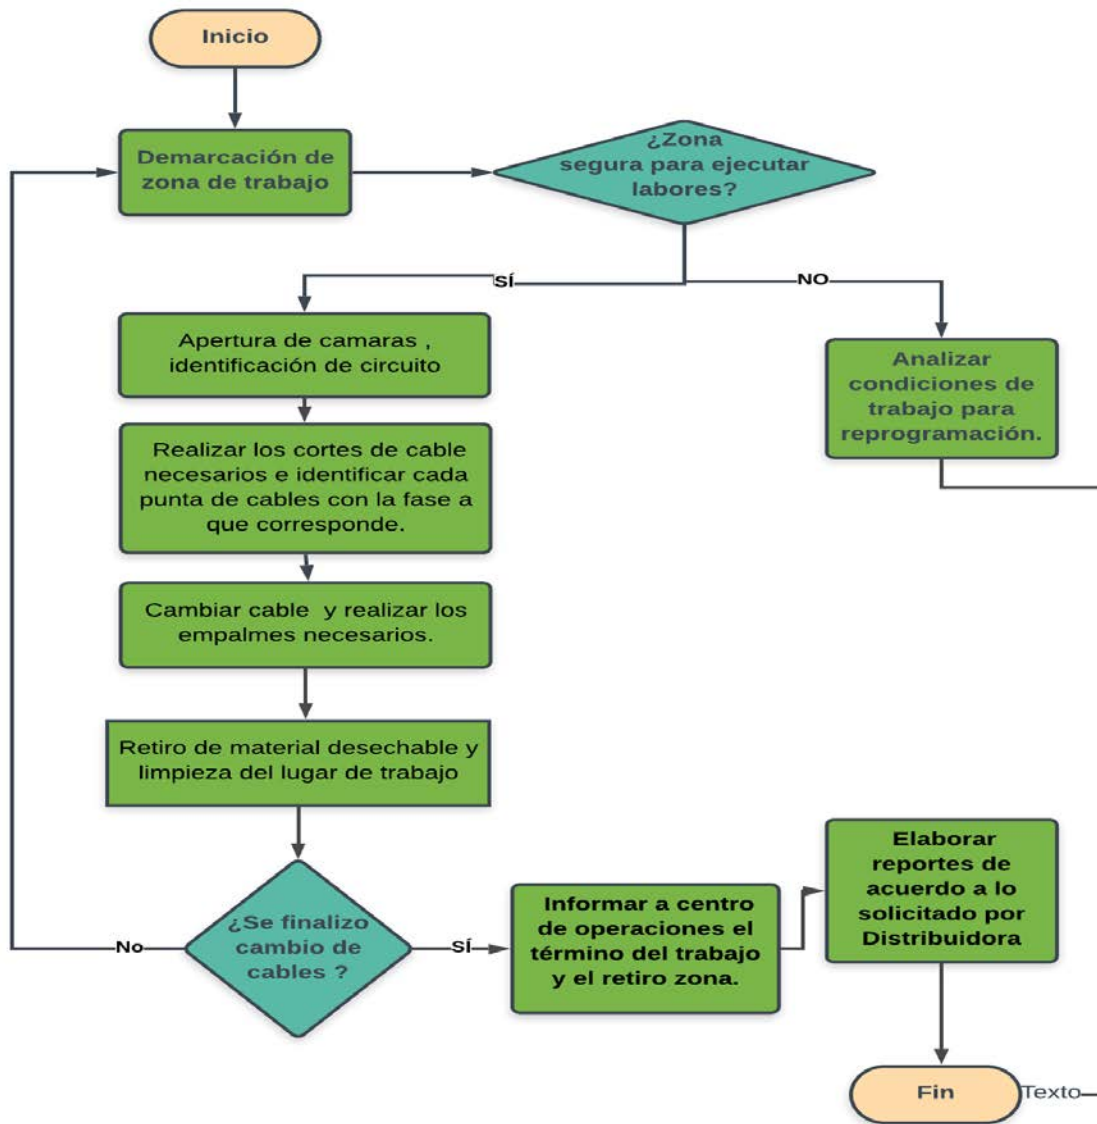 Inicio
Demarcación de
zona de trabajo
¿Zona
segura para ejecutar
labores?
SÍ
NO
Apertura de camaras ,
identificación de circuito
Analizar
condiciones de
trabajo para
reprogramación.
Realizar los cortes de cable
necesarios e identificar cada
punta de cables con la fase a
que corresponde.
Cambiar cable y realizar los
empalmes necesarios.
Retiro de material desechable y
limpieza del lugar de trabajo
¿Se finalizo
cambio de
cables ?
No
SÍ
Informar a centro
de operaciones el
término del trabajo
y el retiro zona.
Elaborar
reportes de
acuerdo a lo
solicitado por
Distribuidora
Fin
Texto